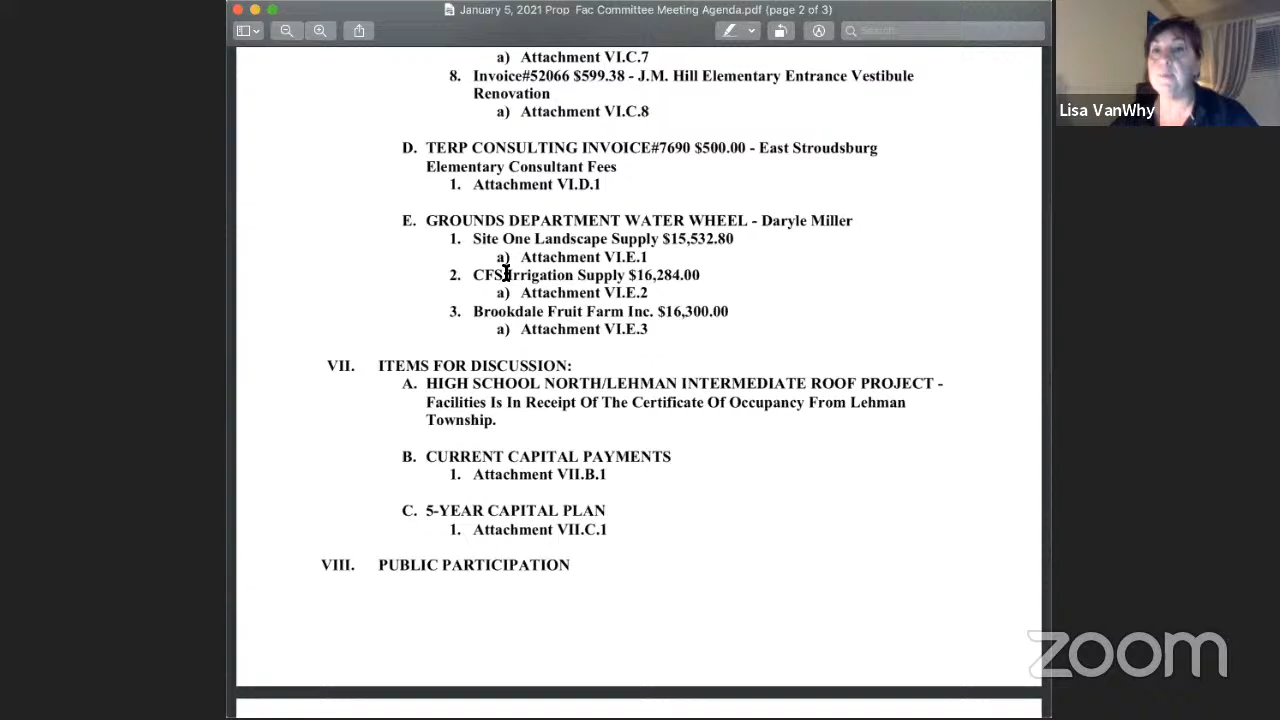 January 5, 2021 Prop Fac Committee Meeting Agenda.pdf (page 2 of 3)
Search
a) Attachment VI.C.7
8. Invoice#52066 $599.38 - J.M. Hill Elementary Entrance Vestibule
Renovation
a) Attachment VI.C.8
D. TERP CONSULTING INVOICE#7690 $500.00 - East Stroudsburg
Elementary Consultant Fees
1. Attachment VI.D.1
E. GROUNDS DEPARTMENT WATER WHEEL - Daryle Miller
1. Site One Landscape Supply $15,532.80
a) Attachment VI.E.1
2. CFS Irrigation Supply $16,284.00
a) Attachment VI.E.2
3. Brookdale Fruit Farm Inc. $16,300.00
a) Attachment VI.E.3
VII. ITEMS FOR DISCUSSION:
A. HIGH SCHOOL NORTH/LEHMAN INTERMEDIATE ROOF PROJECT -
Facilities Is In Receipt Of The Certificate Of Occupancy From Lehman
Township.
B. CURRENT CAPITAL PAYMENTS
1. Attachment VII.B.1
C. 5-YEAR CAPITAL PLAN
1. Attachment VII.C.1
VIII. PUBLIC PARTICIPATION
Lisa VanWhy
zoom